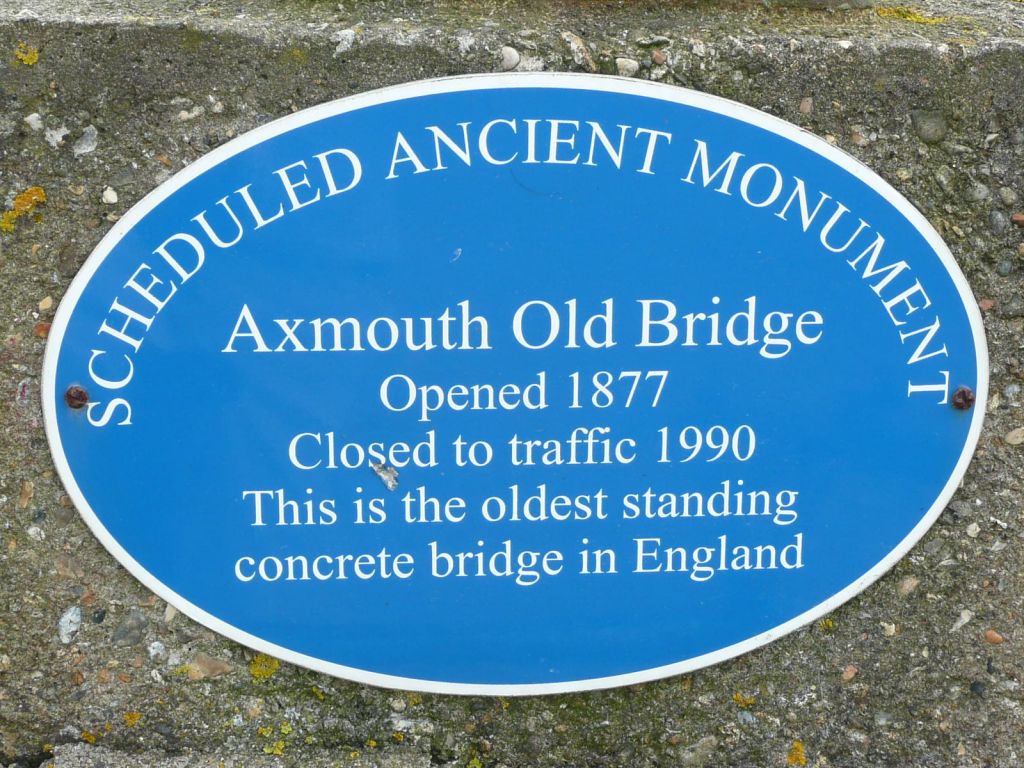 SCHEDULED ANCIENT MONUMENT
Axmouth Old Bridge
Opened 1877
Closed to traffic 1990
This is the oldest standing
concrete bridge in England